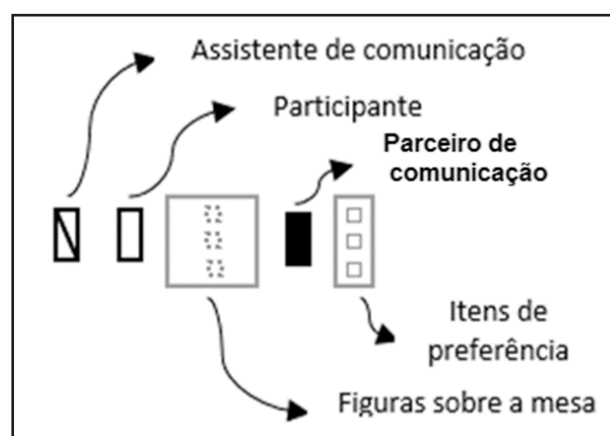 Assistente de comunicação
Participante
Parceiro de
comunicação
Itens de
preferência
Figuras sobre a mesa